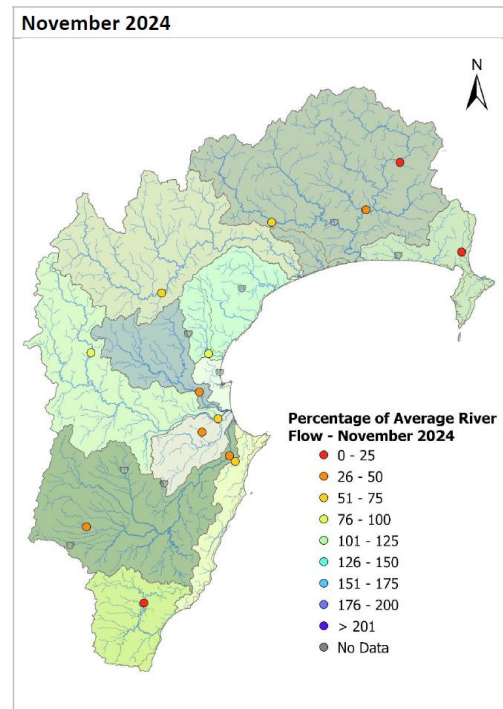 November 2024
N
Percentage of Average River
Flow - November 2024
0 - 25
26 - 50
51 - 75
76 - 100
101 - 125
126 - 150
151 - 175
176 - 200
> 201
No Data